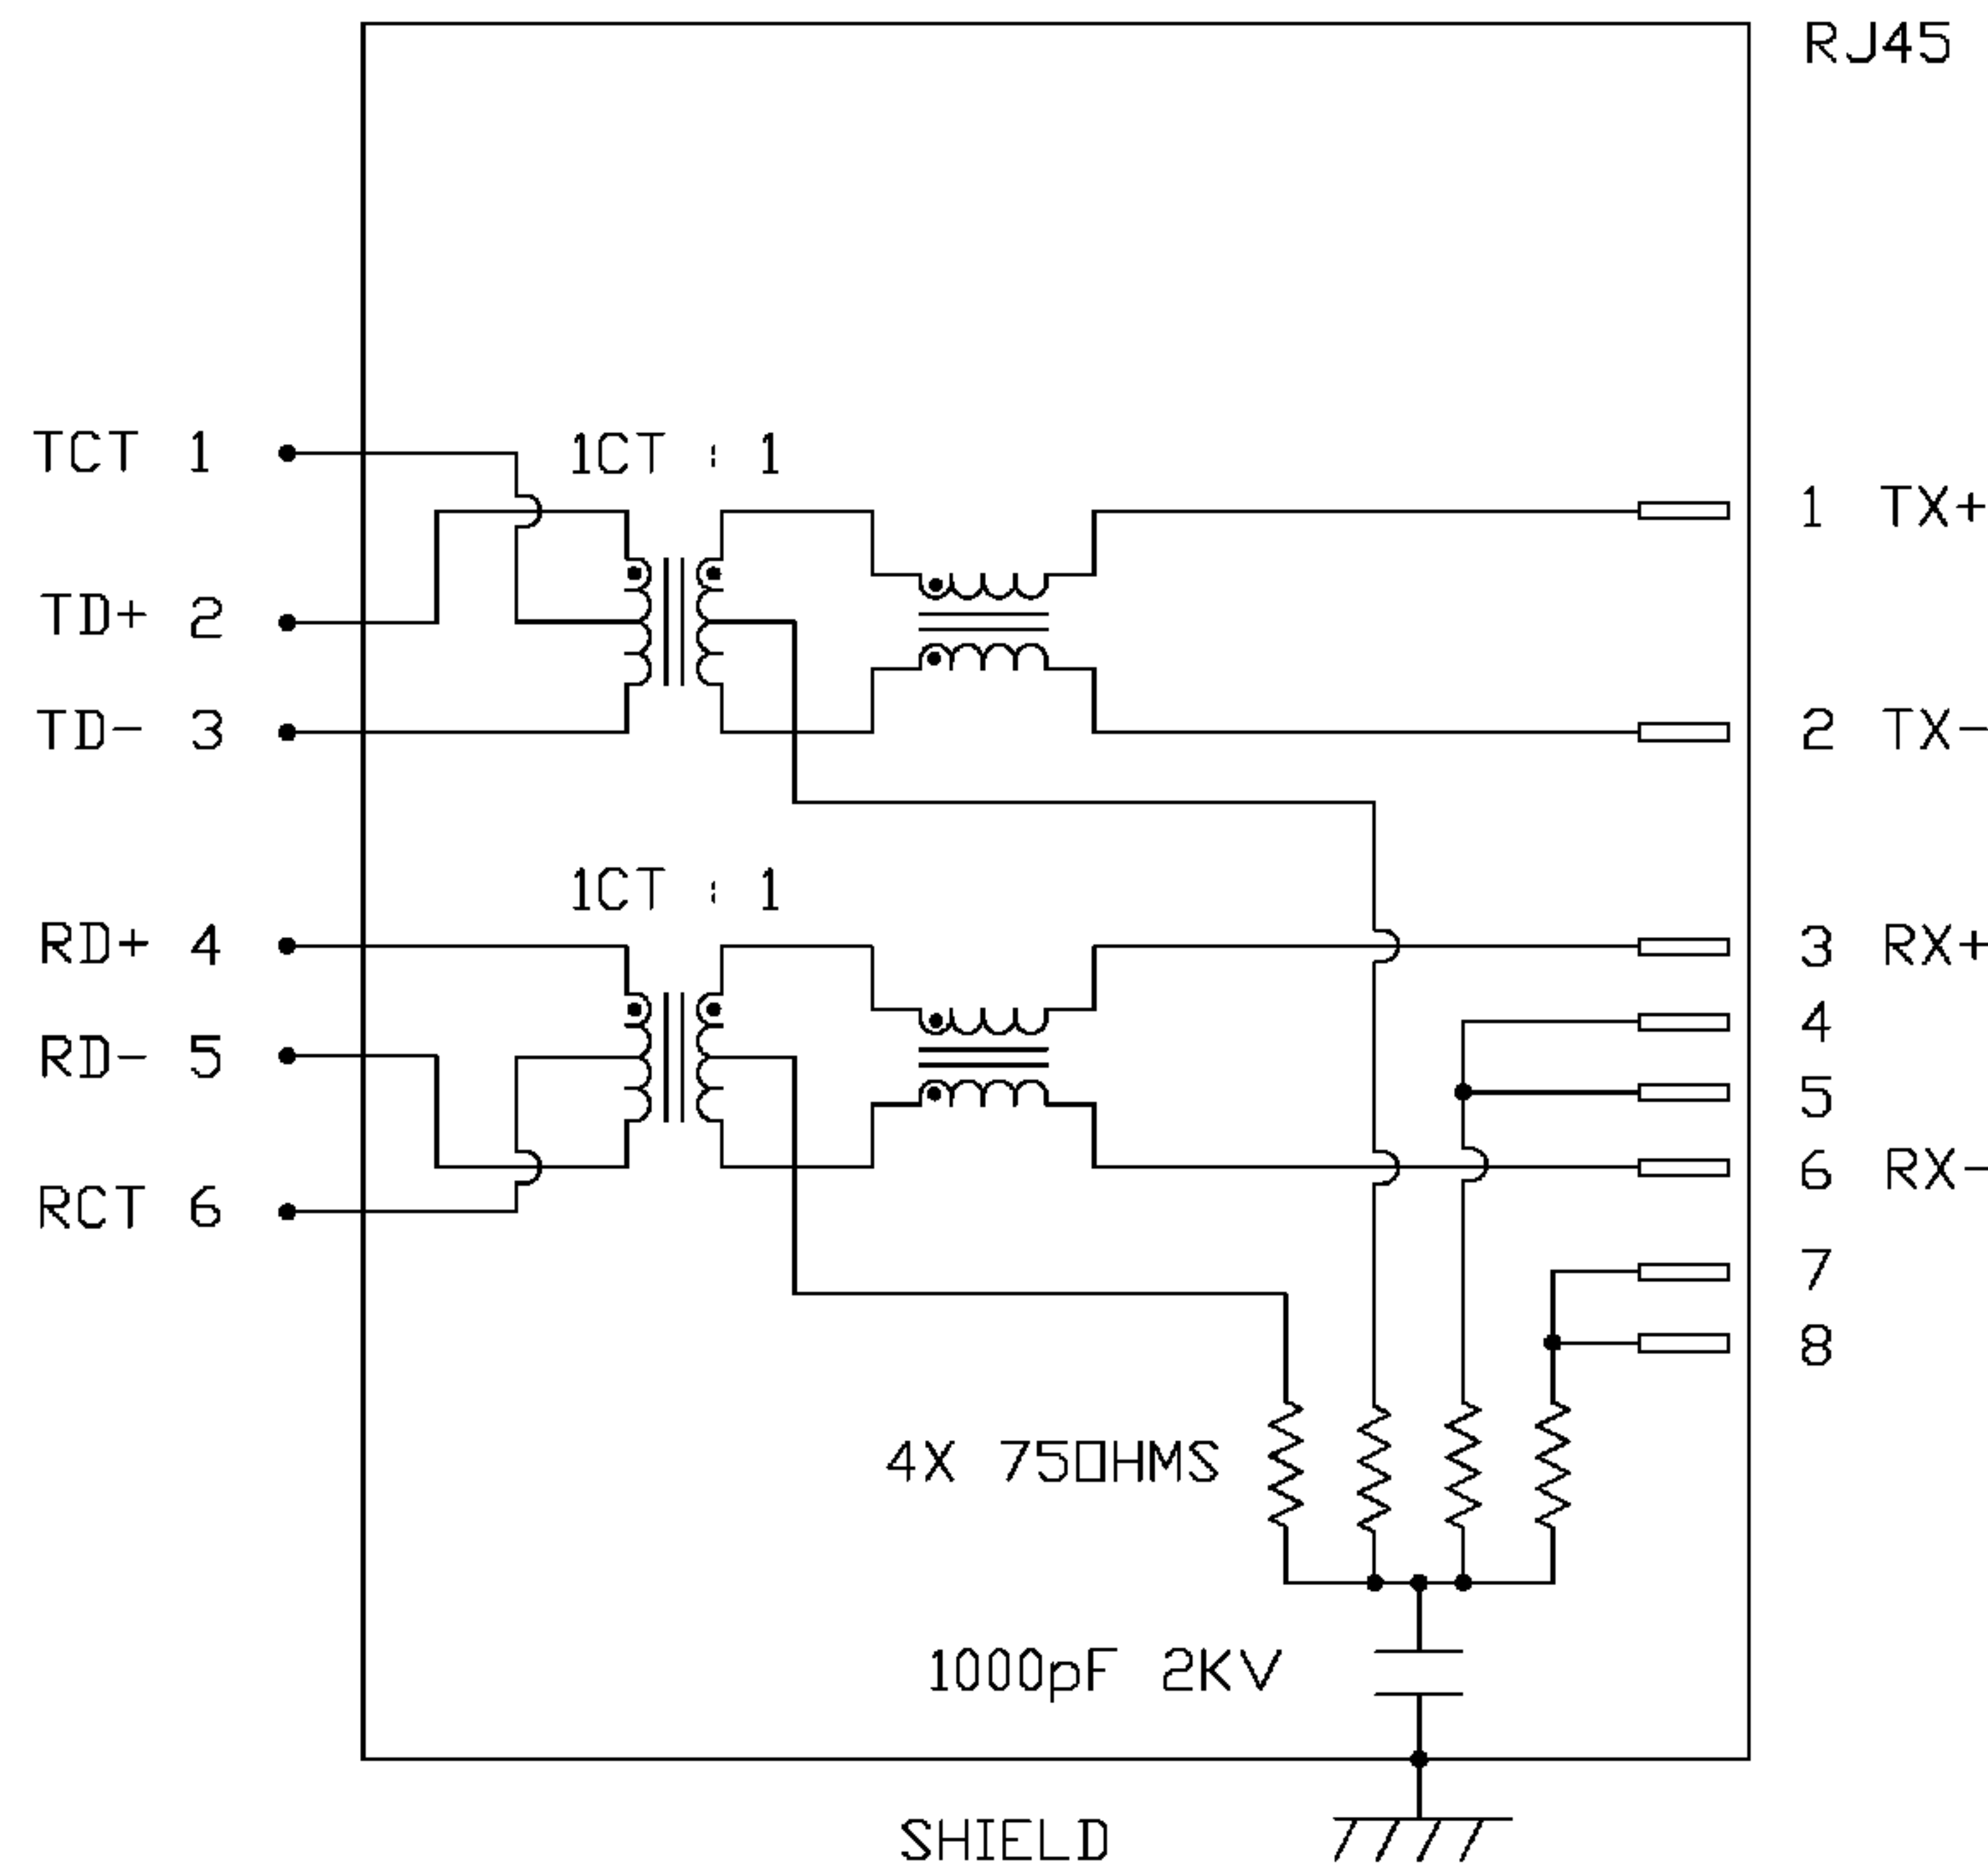 RJ45
TCT 1
1CT : 1
1 TX+
TD+ 2
TD- 3
2 TX-
1CT : 1
RD+ 4
3 RX+
4
RD- 5
5
6 RX-
RCT 6
7
8
4X 75OHMS
1000pF 2KV
SHIELD